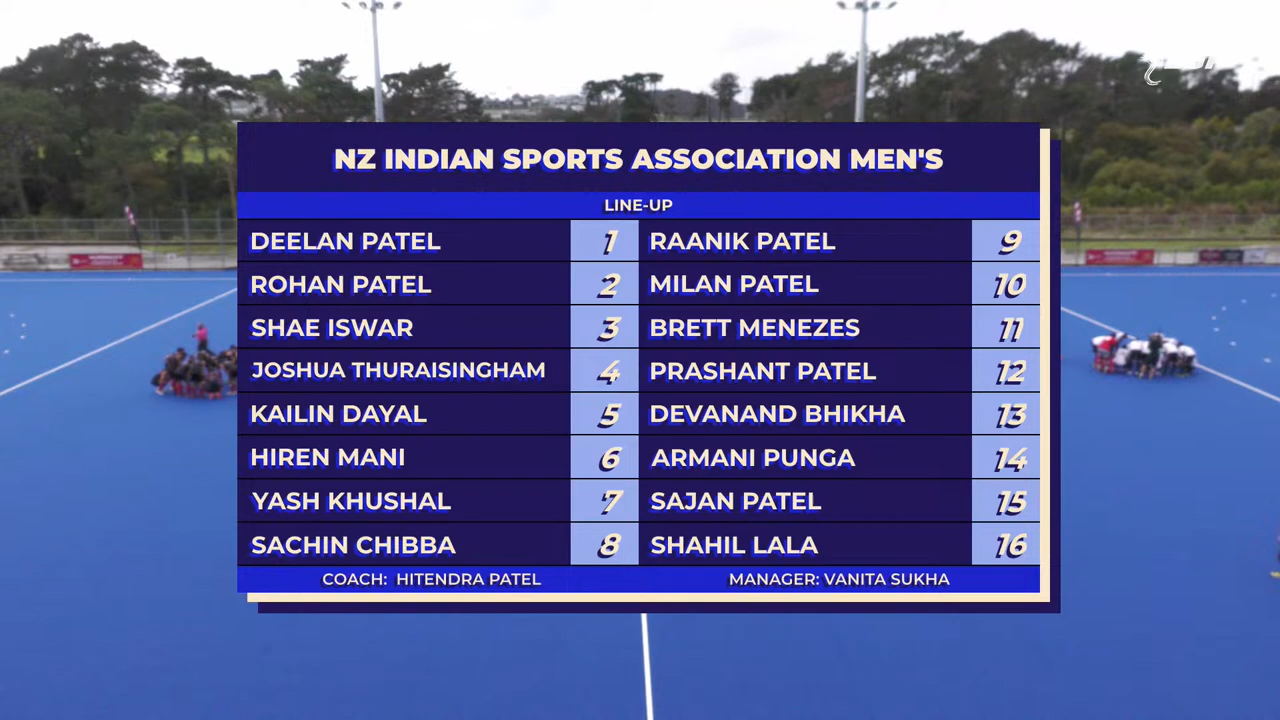 NZ INDIAN SPORTS ASSOCIATION MEN'S
LINE-UP
DEELAN PATEL 1 RAANIK PATEL 9
ROHAN PATEL 2 MILAN PATEL 10
SHAE ISWAR 3 BRETT MENEZES 11
JOSHUA THURAISINGHAM 4 PRASHANT PATEL 12
KAILIN DAYAL 5 DEVANAND BHIKHA 13
HIREN MANI 6 ARMANI PUNGA 14
YASH KHUSHAL 7 SAJAN PATEL 15
SACHIN CHIBBA 8 SHAHIL LALA 16
COACH: HITENDRA PATEL MANAGER: VANITA SUKHA